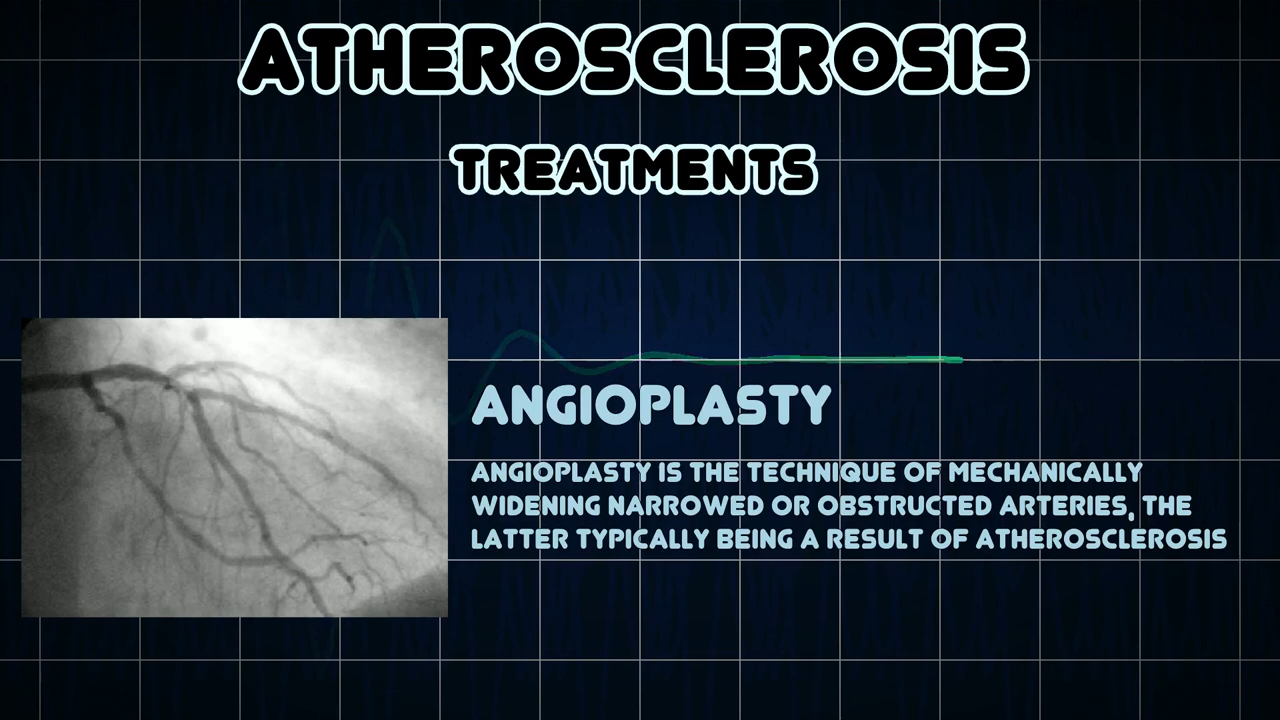 ATHEROSCLEROSIS
TREATMENTS
ANGIOPLASTY
ANGIOPLASTY IS THE TECHNIQUE OF MECHANICALLY
WIDENING NARROWED OR OBSTRUCTED ARTERIES, THE
LATTER TYPICALLY BEING A RESULT OF ATHEROSCLEROSIS